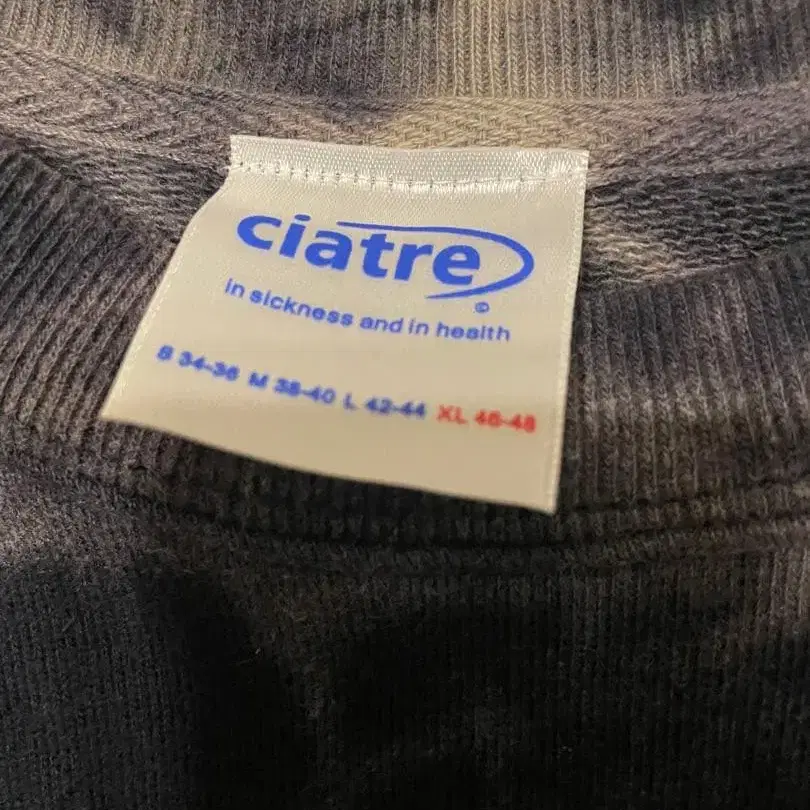 ciatre
©
in sickness and in health
S 34-36 M 38-40 L 42-44 XL 46-48